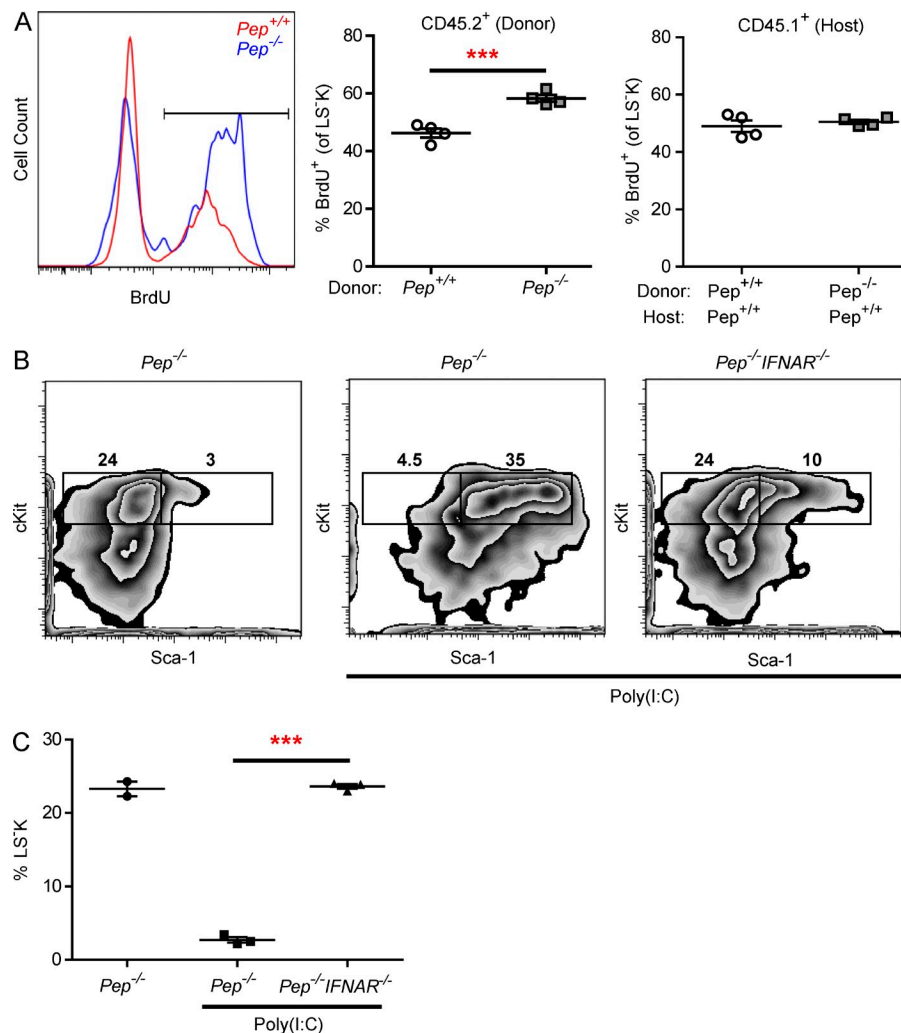 A
Pep+/+
Pep-/-
Cell Count
BrdU
CD45.2+ (Donor)
***
% BrdU+ (of LS-K)
80
60
40
20
0
Donor: Pep+/+ Pep-/-
CD45.1+ (Host)
% BrdU+ (of LS-K)
80
60
40
20
0
Donor: Pep+/+ Pep-/-
Host: Pep+/+ Pep+/+
B
Pep-/- Pep-/- Pep-/-IFNAR-/-
24 3 4.5 35 24 10
cKit cKit cKit
Sca-1 Sca-1 Sca-1
Poly(I:C)
C
***
% LS-K
30
20
10
0
Pep-/- Pep-/- Pep-/-IFNAR-/-
Poly(I:C)